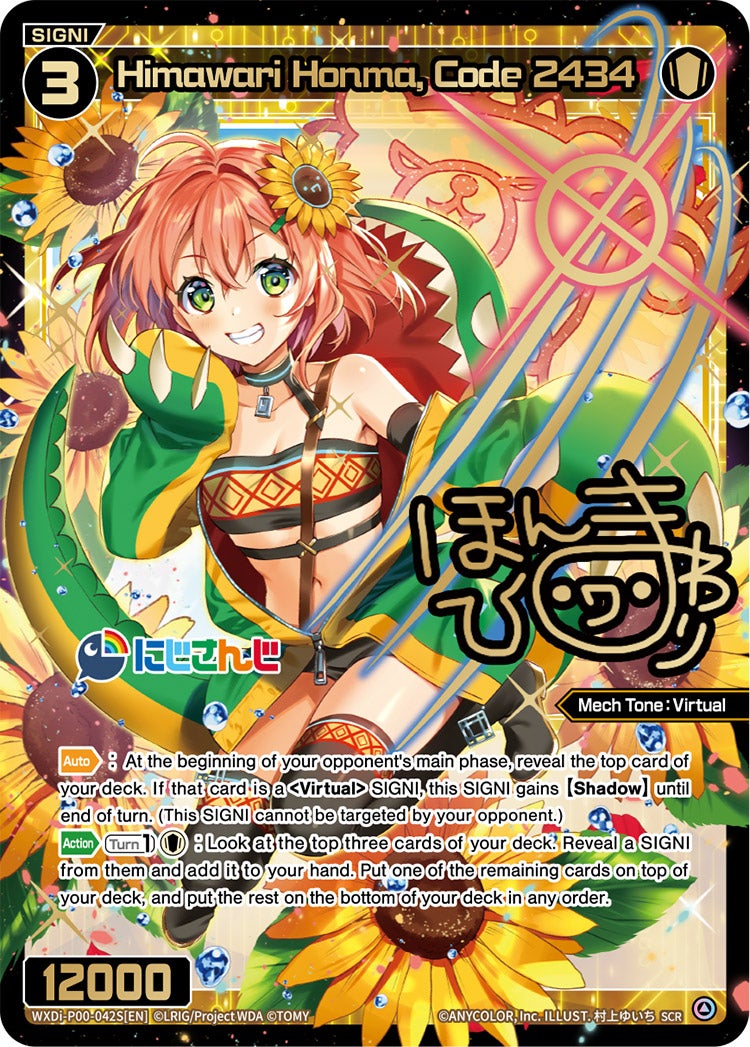 SIGNI
3
Himawari Honma, Code 2434
ほんま
ひまわり
にじさんじ
Mech Tone:Virtual
Auto : At the beginning of your opponent's main phase, reveal the top card of
your deck. If that card is a <Virtual> SIGNI, this SIGNI gains 【Shadow】 until
end of turn. (This SIGNI cannot be targeted by your opponent.)
Action Turn 1 : Look at the top three cards of your deck. Reveal a SIGNI
from them and add it to your hand. Put one of the remaining cards on top of
your deck, and put the rest on the bottom of your deck in any order.
12000
WXDi-P00-042S[EN] ©LRIG/Project WDA ©TOMY ©ANYCOLOR, Inc. ILLUST. 村上ゆいち SCR